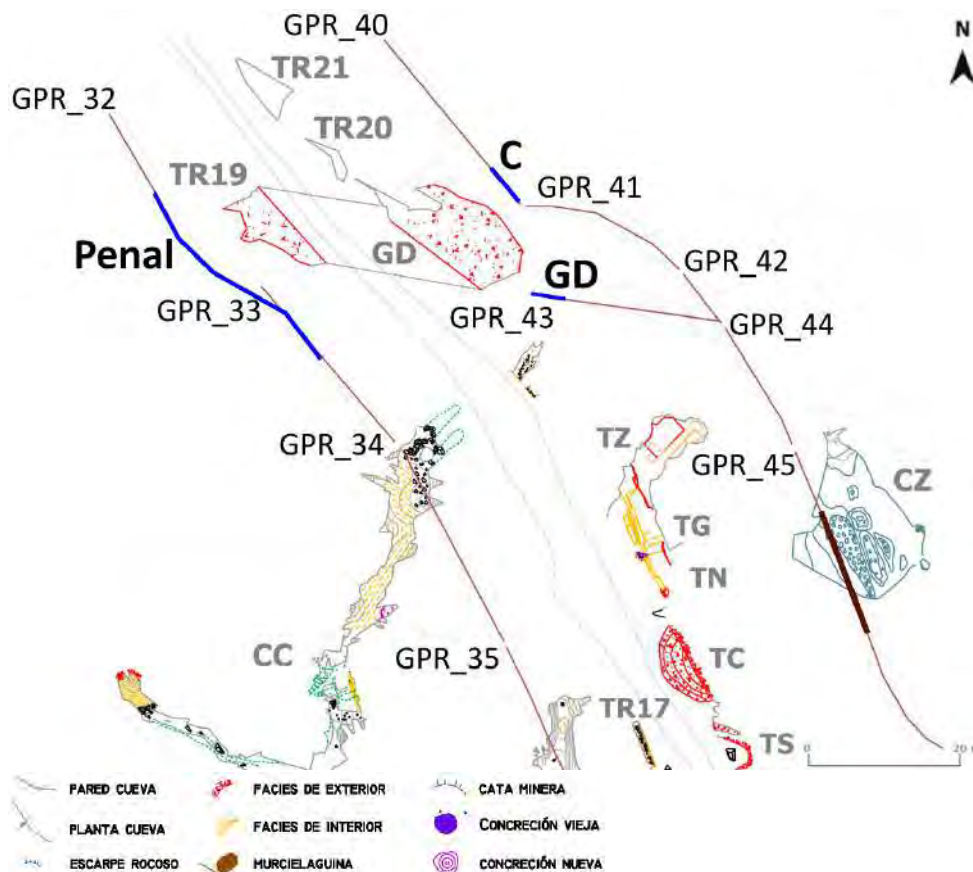 GPR_40
N
TR21
GPR_32
TR20
C
TR19
GPR_41
Penal
GD
GPR_42
GD
GPR_33
GPR_43
GPR_44
GPR_34
TZ
GPR_45
CZ
TG
TN
CC
GPR_35
TC
TR17
TS
0
20
PARED CUEVA
FACIES DE EXTERIOR
CATA MINERA
PLANTA CUEVA
FACIES DE INTERIOR
CONCRECIÓN VIEJA
ESCARPE ROCOSO
MURCIELAGUINA
CONCRECIÓN NUEVA